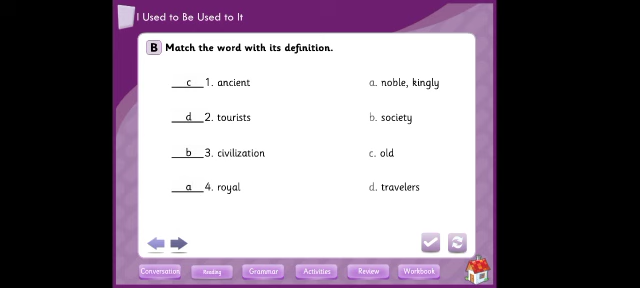 I Used to Be Used to It
B Match the word with its definition.
c 1. ancient a. noble, kingly
d 2. tourists b. society
b 3. civilization c. old
a 4. royal d. travelers
Conversation Reading Grammar Activities Review Workbook